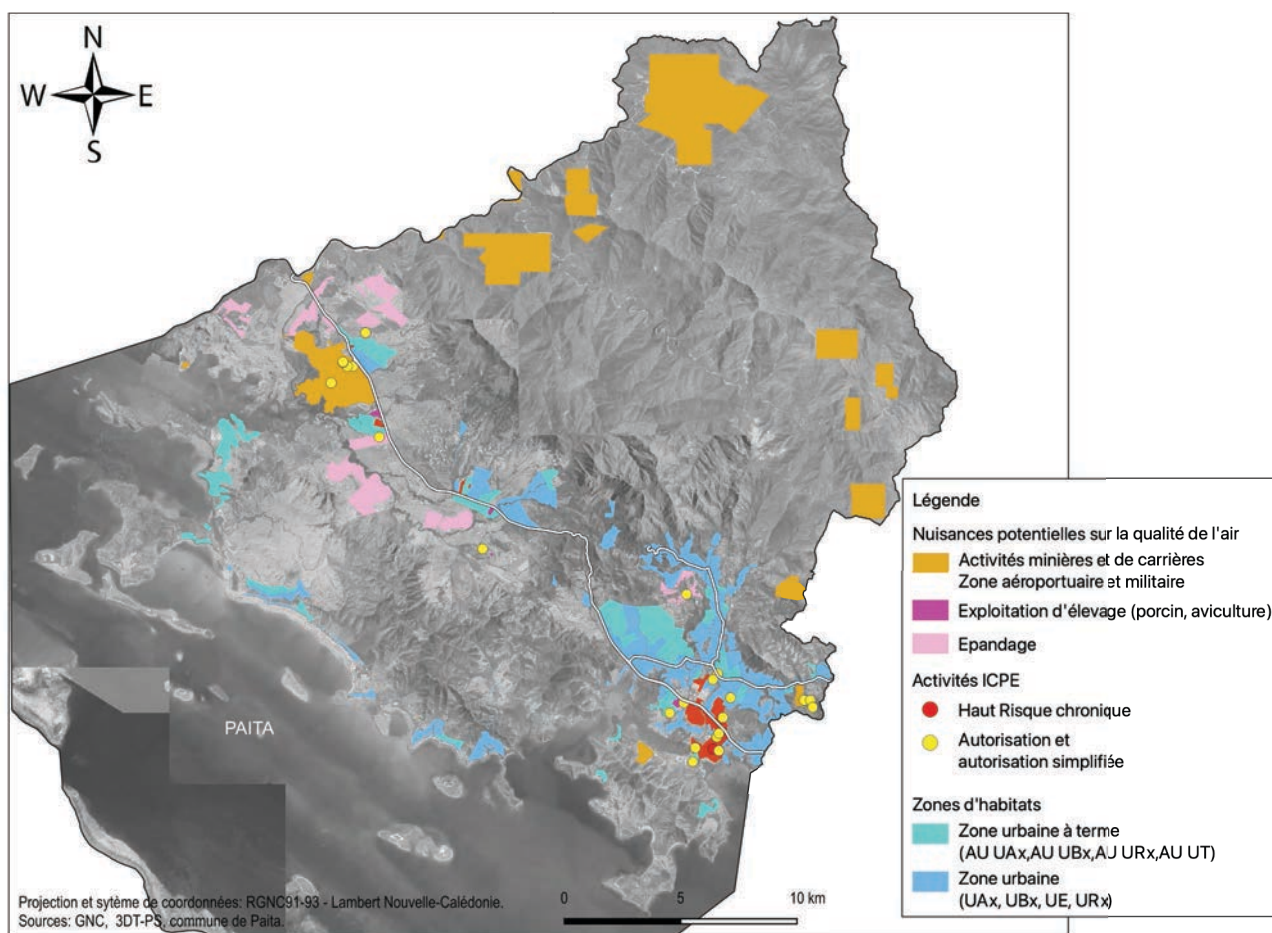 N
W E
S
PAITA
Projection et sytème de coordonnées: RGNC91-93 - Lambert Nouvelle-Calédonie.
Sources: GNC, 3DT-PS, commune de Paita.
0 5 10 km
Légende
Nuisances potentielles sur la qualité de l'air
Activités minières et de carrières
Zone aéroportuaire et militaire
Exploitation d'élevage (porcin, aviculture)
Epandage
Activités ICPE
Haut Risque chronique
Autorisation et
autorisation simplifiée
Zones d'habitats
Zone urbaine à terme
(AU UAx,AU UBx,AU URx,AU UT)
Zone urbaine
(UAx, UBx, UE, URx)